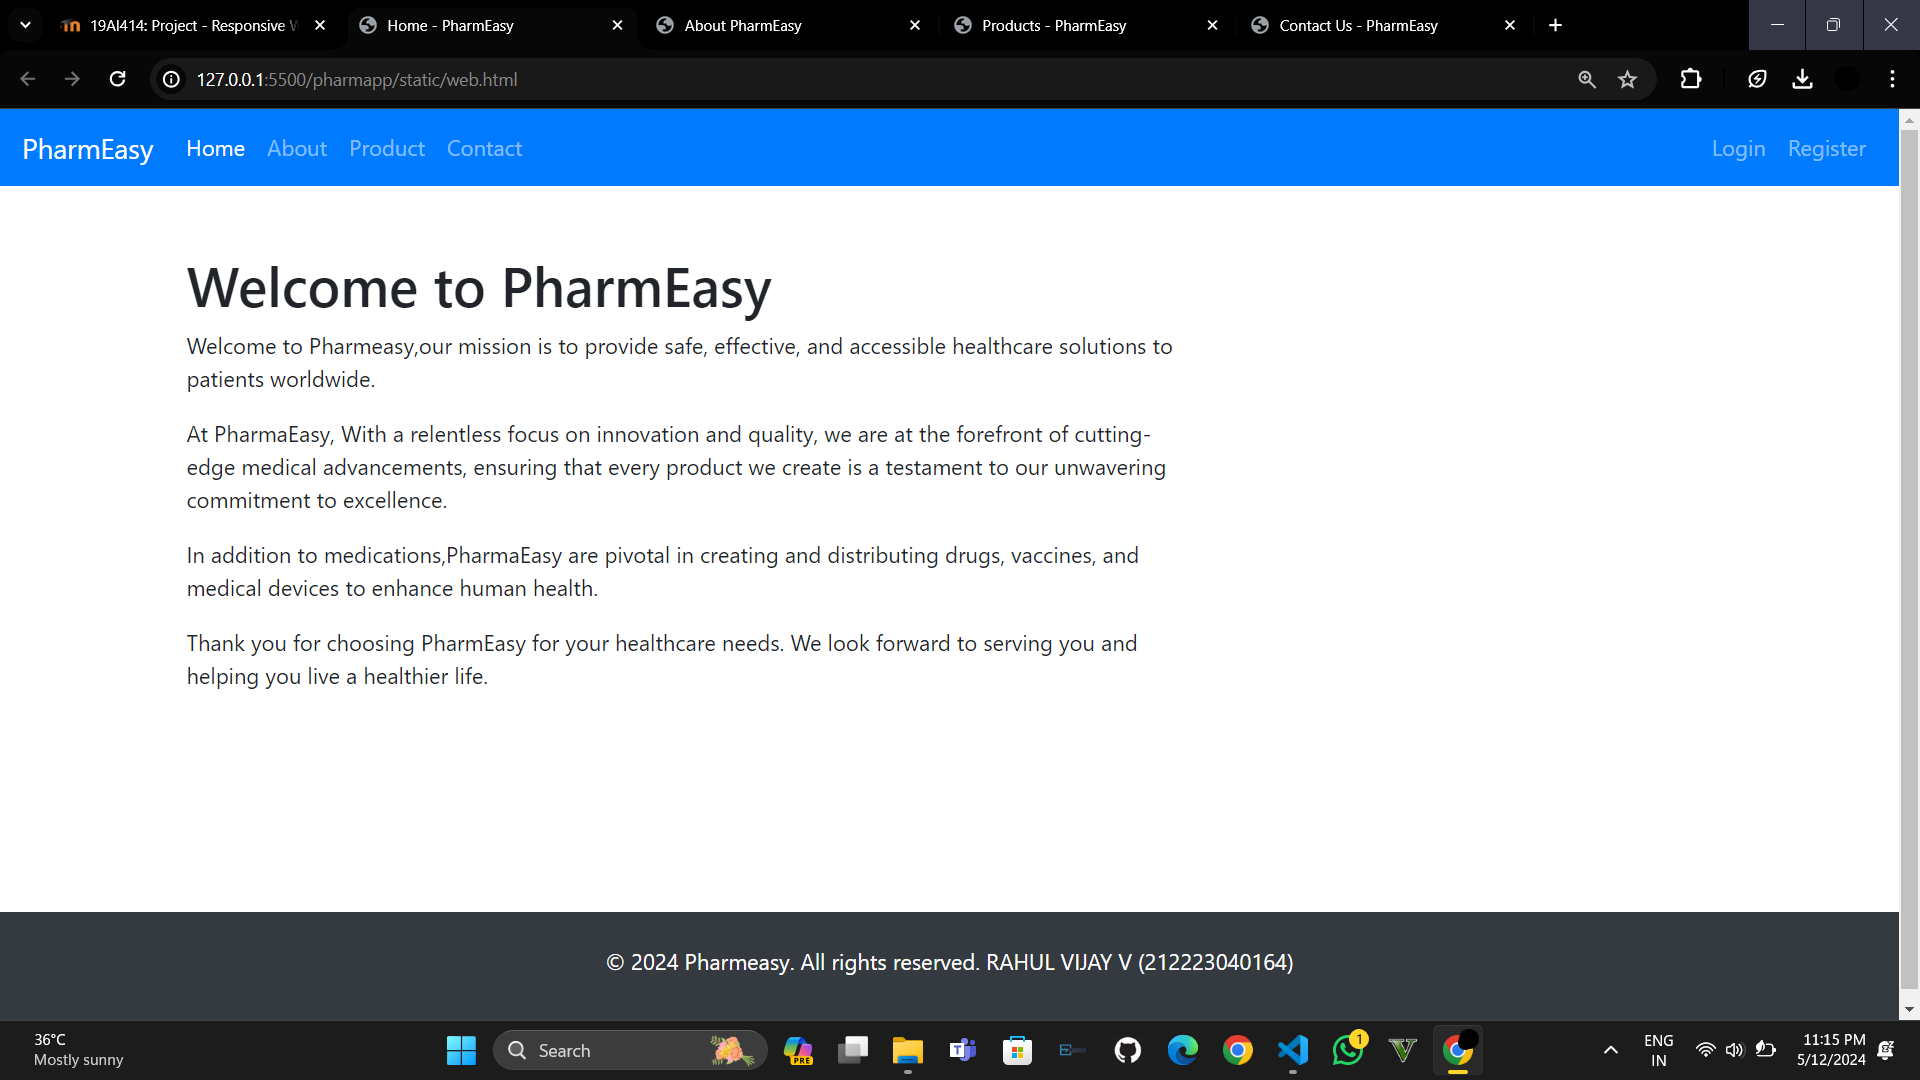 19AI414: Project - Responsive W
Home - PharmEasy
About PharmEasy
Products - PharmEasy
Contact Us - PharmEasy
127.0.0.1:5500/pharmapp/static/web.html
PharmEasy Home About Product Contact Login Register
Welcome to PharmEasy
Welcome to Pharmeasy,our mission is to provide safe, effective, and accessible healthcare solutions to
patients worldwide.
At PharmaEasy, With a relentless focus on innovation and quality, we are at the forefront of cutting-
edge medical advancements, ensuring that every product we create is a testament to our unwavering
commitment to excellence.
In addition to medications,PharmaEasy are pivotal in creating and distributing drugs, vaccines, and
medical devices to enhance human health.
Thank you for choosing PharmEasy for your healthcare needs. We look forward to serving you and
helping you live a healthier life.
© 2024 Pharmeasy. All rights reserved. RAHUL VIJAY V (212223040164)
36°C
Mostly sunny
Search
PRE
1
ENG
IN
11:15 PM
5/12/2024